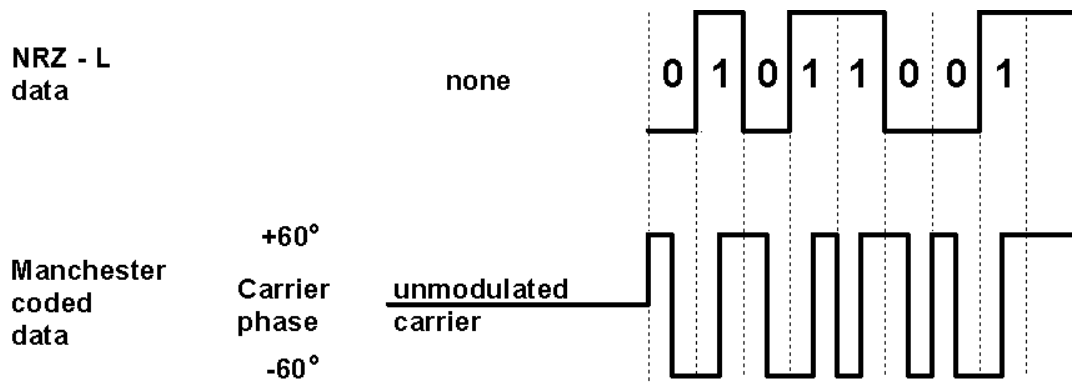 NRZ - L
data
none
0 1 0 1 1 0 0 1
+60°
Manchester
coded
data
Carrier
phase
unmodulated
carrier
-60°